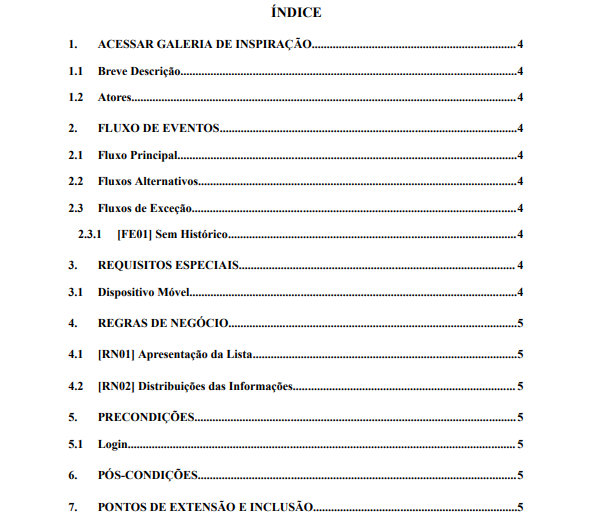 ÍNDICE
1. ACESSAR GALERIA DE INSPIRAÇÃO....................................................................4
1.1 Breve Descrição...............................................................................................................4
1.2 Atores................................................................................................................................4
2. FLUXO DE EVENTOS...................................................................................................4
2.1 Fluxo Principal.................................................................................................................4
2.2 Fluxos Alternativos..........................................................................................................4
2.3 Fluxos de Exceção............................................................................................................4
2.3.1 [FE01] Sem Histórico................................................................................................4
3. REQUISITOS ESPECIAIS............................................................................................ 4
3.1 Dispositivo Móvel.............................................................................................................4
4. REGRAS DE NEGÓCIO................................................................................................5
4.1 [RN01] Apresentação da Lista........................................................................................5
4.2 [RN02] Distribuições das Informações.......................................................................... 5
5. PRECONDIÇÕES...........................................................................................................5
5.1 Login................................................................................................................................. 5
6. PÓS-CONDIÇÕES..........................................................................................................5
7. PONTOS DE EXTENSÃO E INCLUSÃO....................................................................5